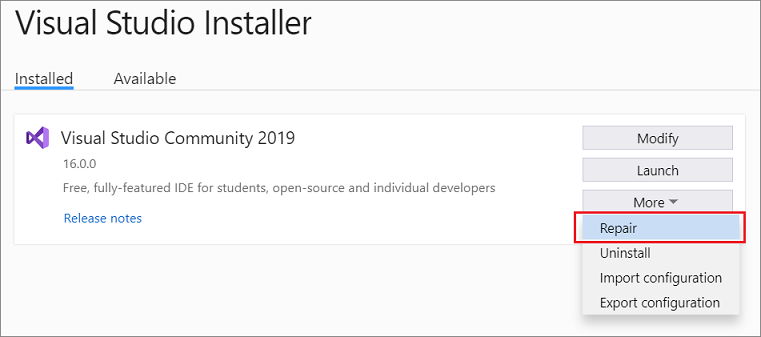 Visual Studio Installer
Installed Available
Visual Studio Community 2019
16.0.0
Free, fully-featured IDE for students, open-source and individual developers
Release notes
Modify
Launch
More
Repair
Uninstall
Import configuration
Export configuration